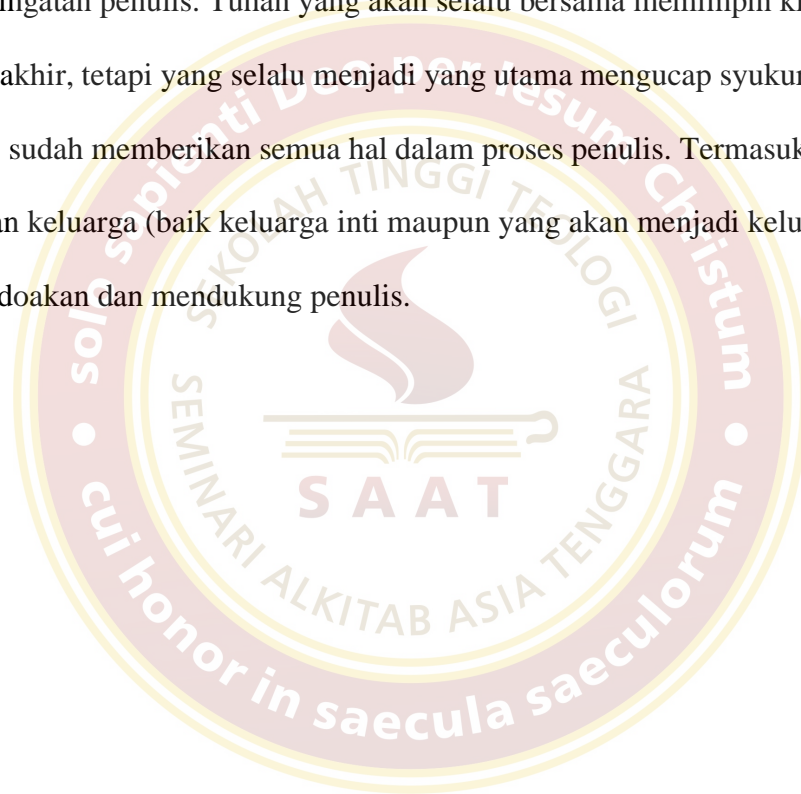 ingatan penulis. Tuhan yang akan selalu bersama memimpin
akhir, tetapi yang selalu menjadi yang utama mengucap syukur
sudah memberikan semua hal dalam proses penulis. Termasuk
an keluarga (baik keluarga inti maupun yang akan menjadi
doakan dan mendukung penulis.
solo sapienti Deo per Iesum Christum
SEKOLAH TINGGI TEOLOGI
SAAT
SEMINARI ALKITAB ASIA TENGGARA
cui honor in saecula saeculorum